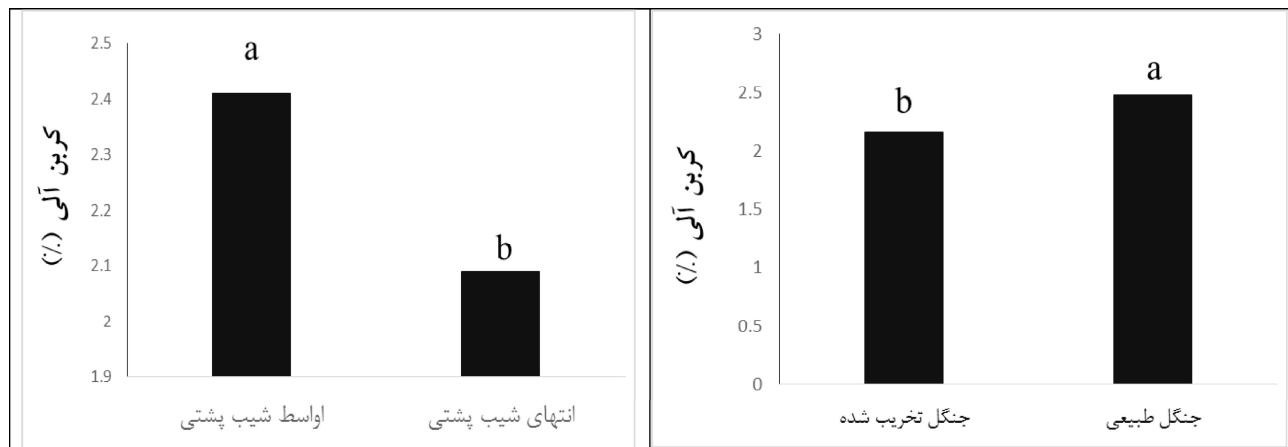 کربن آلی (٪)
2.5
2.4
2.3
2.2
2.1
2
1.9
a
b
اواسط شیب پشتی
انتهای شیب پشتی
کربن آلی (٪)
3
2.5
2
1.5
1
0.5
0
b
a
جنگل تخریب شده
جنگل طبیعی